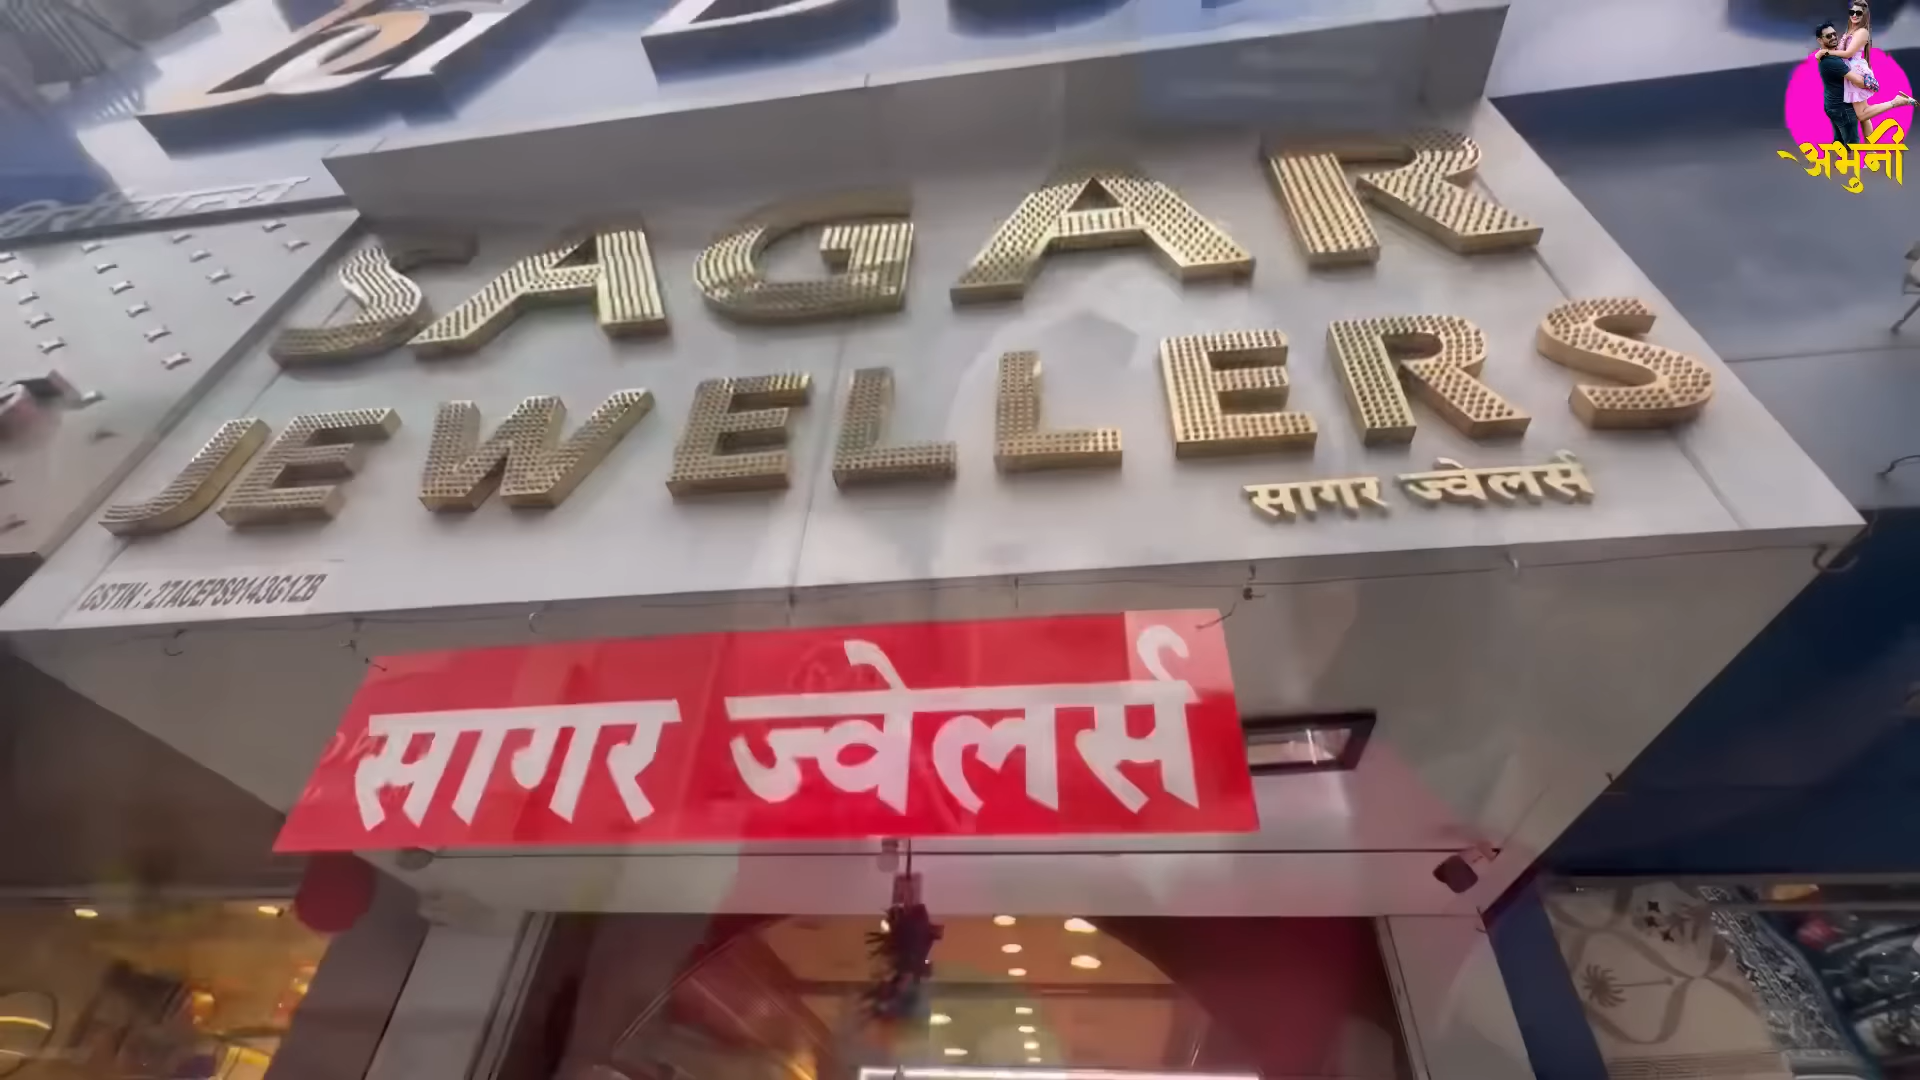 SAGAR
JEWELLERS
सागर ज्वेलर्स
GSTIN : 27ACEPS9143G1ZB
सागर ज्वेलर्स
अभुनी